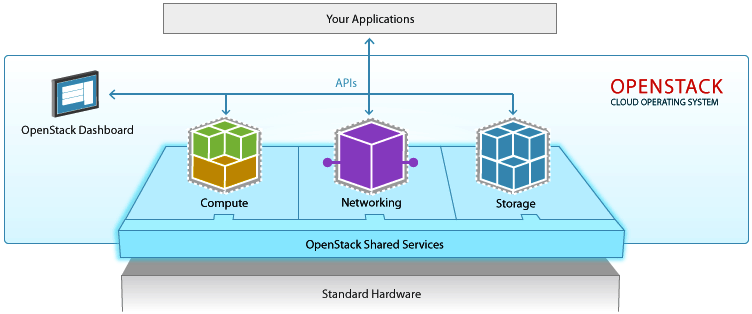 Your Applications
APIs
OPENSTACK
CLOUD OPERATING SYSTEM
OpenStack Dashboard
Compute
Networking
Storage
OpenStack Shared Services
Standard Hardware